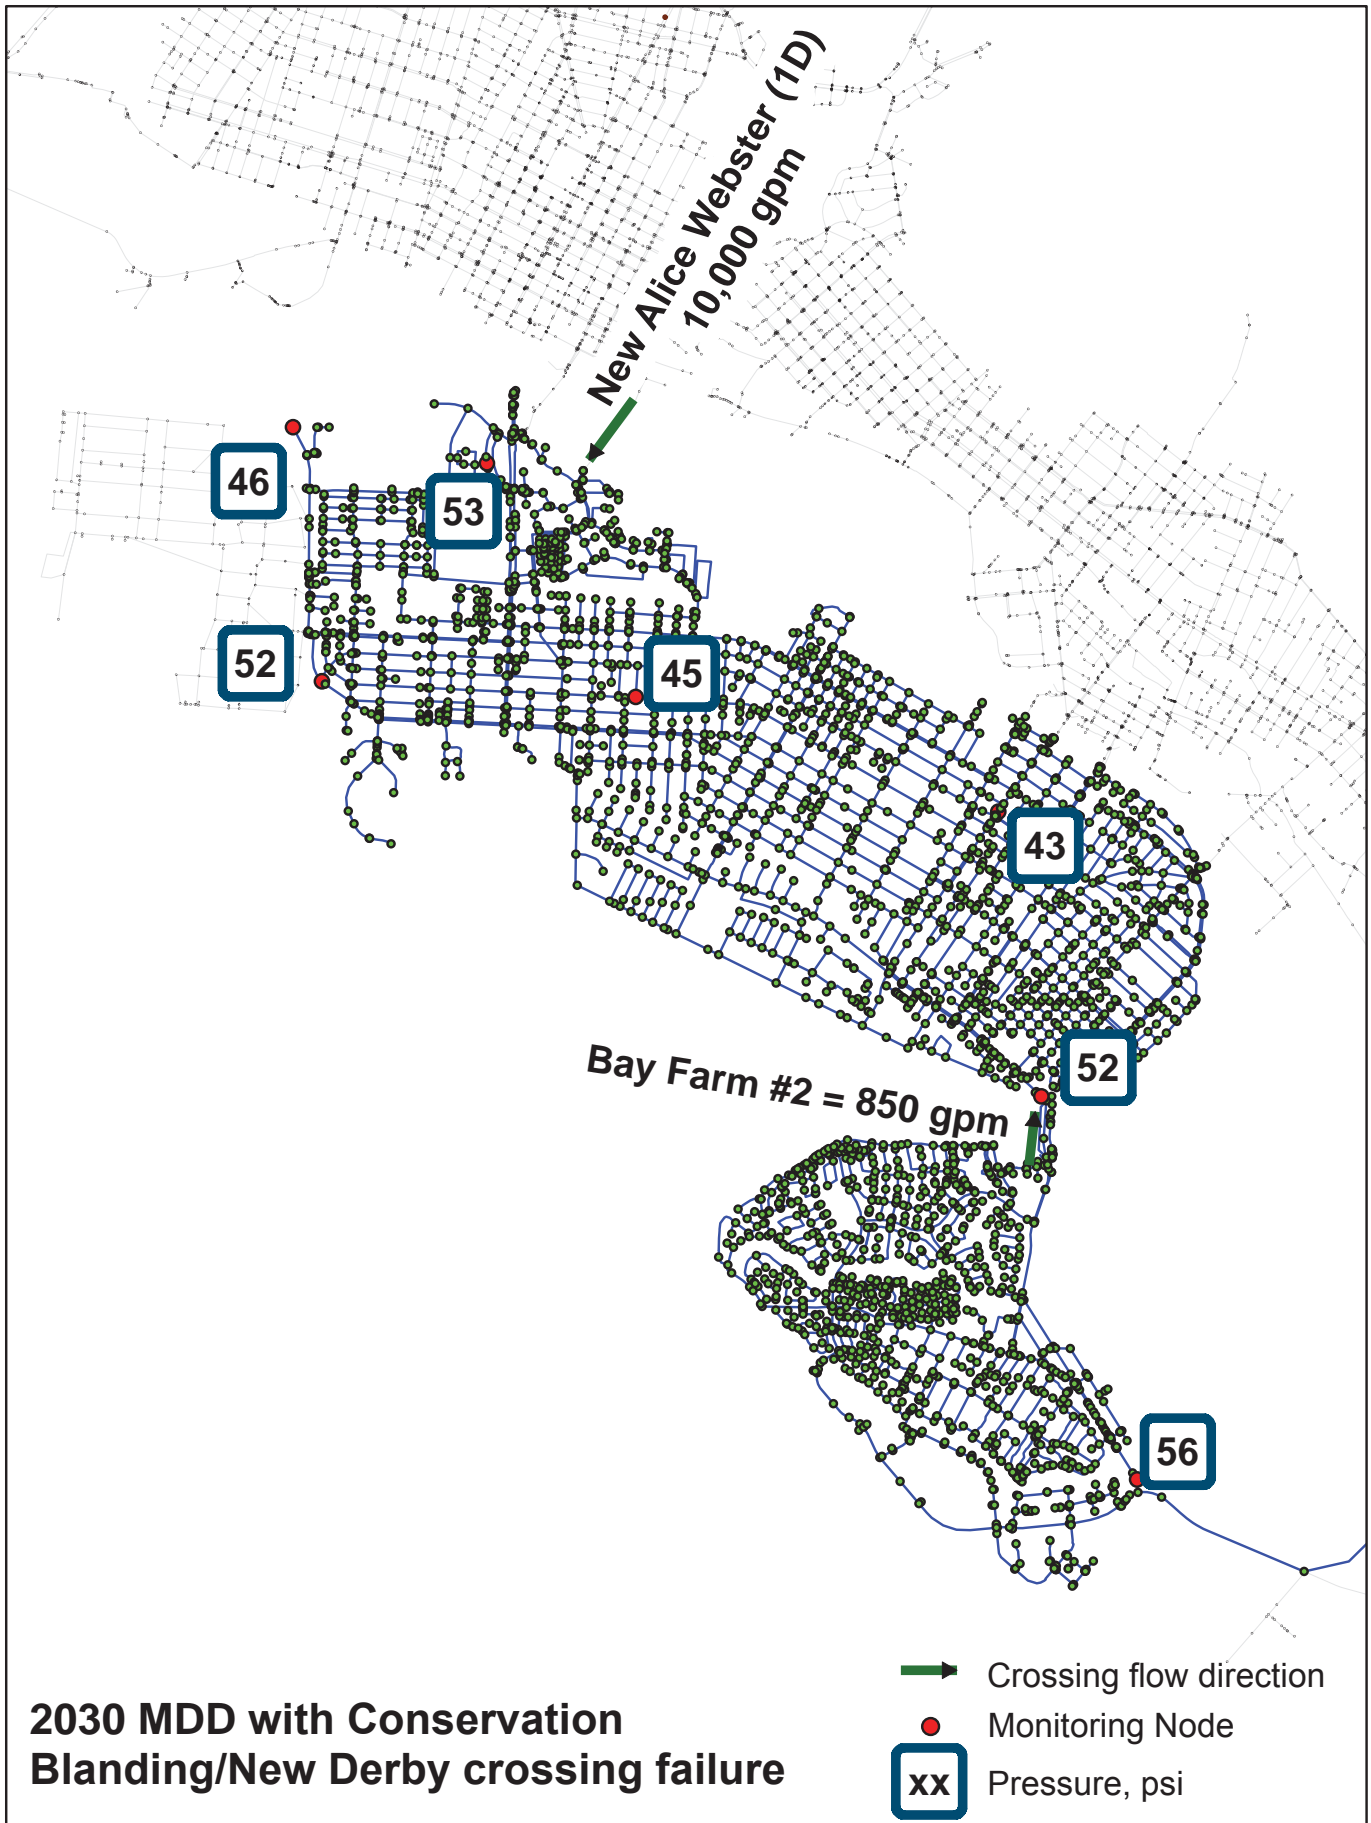 New Alice Webster (1D)
10,000 gpm
46
53
52
45
43
52
Bay Farm #2 = 850 gpm
56
Crossing flow direction
Monitoring Node
xx Pressure, psi
2030 MDD with Conservation
Blanding/New Derby crossing failure